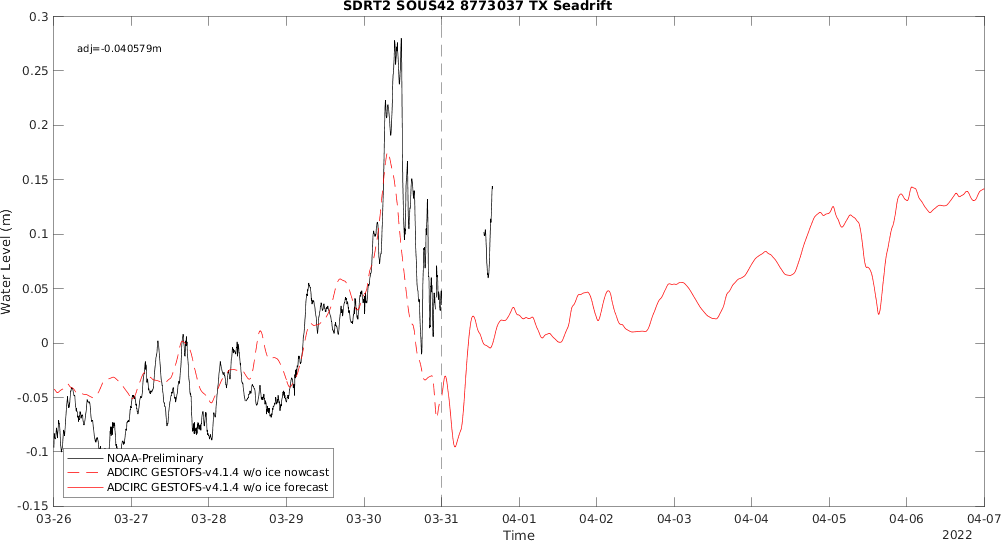 SDRT2 SOUS42 8773037 TX Seadrift
adj=-0.040579m
Water Level (m)
0.3
0.25
0.2
0.15
0.1
0.05
0
-0.05
-0.1
-0.15
NOAA-Preliminary
ADCIRC GESTOFS-v4.1.4 w/o ice nowcast
ADCIRC GESTOFS-v4.1.4 w/o ice forecast
03-26 03-27 03-28 03-29 03-30 03-31 04-01 04-02 04-03 04-04 04-05 04-06 04-07
Time
2022